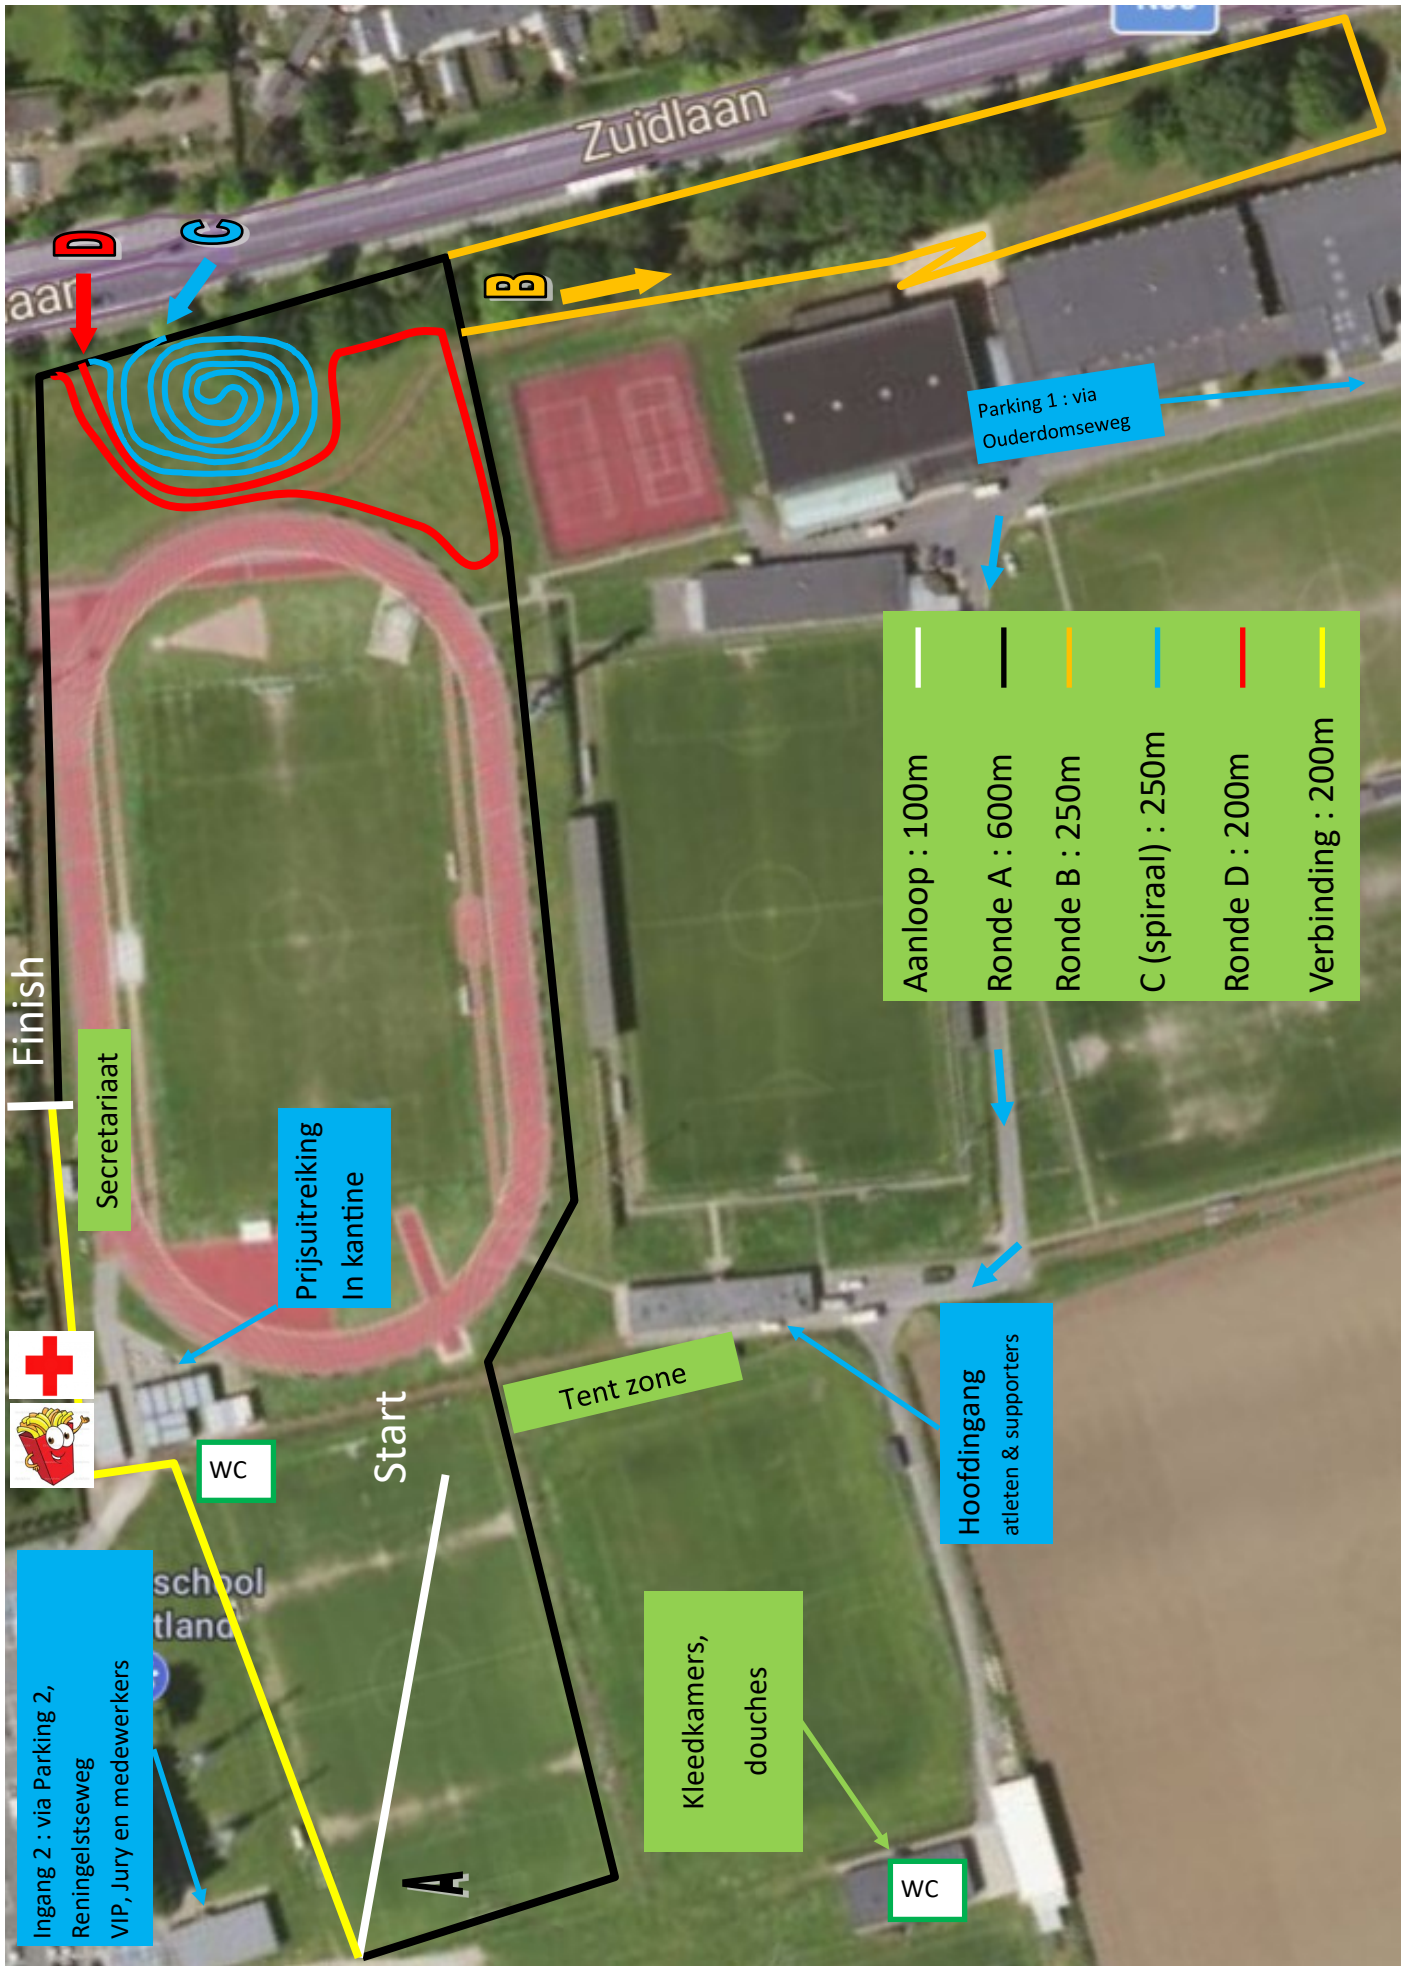 Zuidlaan
laan
D
C
B
Parking 1 : via
Ouderdomseweg
Aanloop : 100m
Ronde A : 600m
Ronde B : 250m
C (spiraal) : 250m
Ronde D : 200m
Verbinding : 200m
Finish
Secretariaat
Prijsuitreiking
In kantine
Start
Tent zone
Hoofdingang
atleten & supporters
WC
school
tland
Ingang 2 : via Parking 2,
Reningelstseweg
VIP, Jury en medewerkers
A
Kleedkamers,
douches
WC